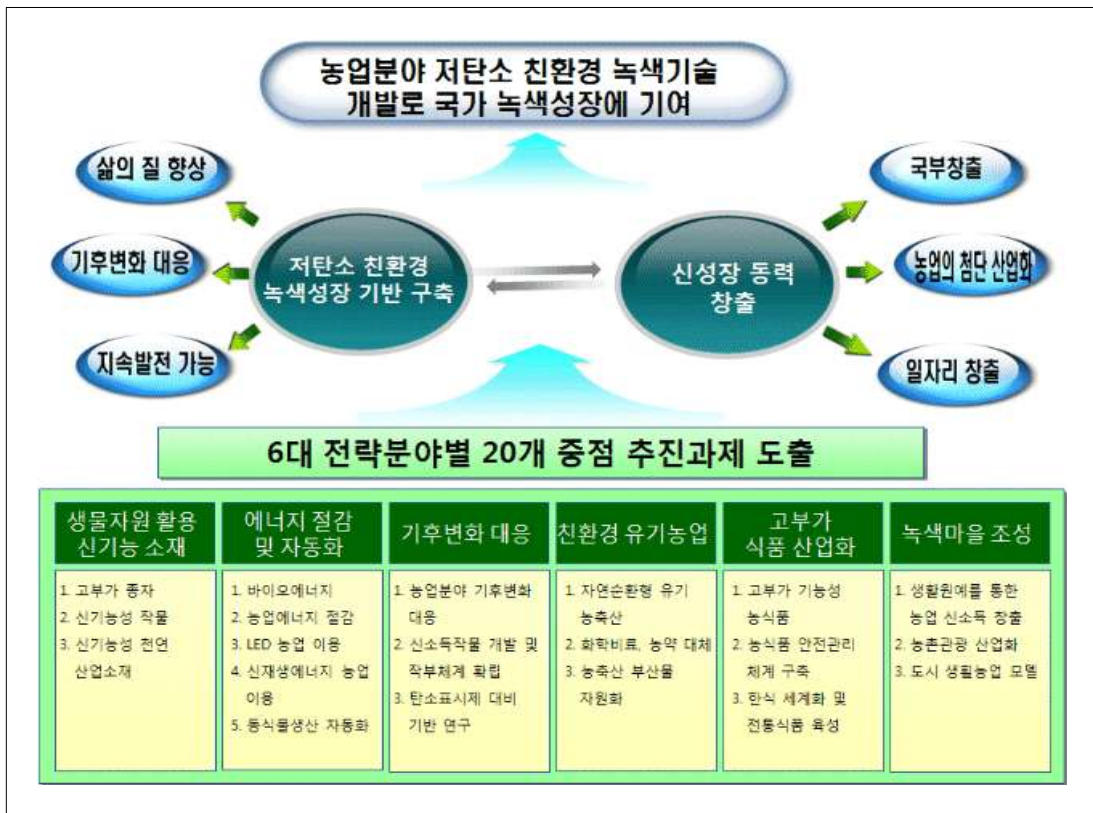 농업분야 저탄소 친환경 녹색기술
개발로 국가 녹색성장에 기여
삶의 질 향상
기후변화 대응
지속발전 가능
저탄소 친환경
녹색성장 기반 구축
신성장 동력
창출
국부창출
농업의 첨단 산업화
일자리 창출
6대 전략분야별 20개 중점 추진과제 도출
생물자원 활용
신기능 소재
1. 고부가 종자
2. 신기능성 작물
3. 신기능성 천연
산업소재
에너지 절감
및 자동화
1. 바이오에너지
2. 농업에너지 절감
3. LED 농업 이용
4. 신재생에너지 농업
이용
5. 동식물생산 자동화
기후변화 대응
1. 농업분야 기후변화
대응
2. 신소득작물 개발 및
작부체계 확립
3. 탄소표시제 대비
기반 연구
친환경 유기농업
1. 자연순환형 유기
농축산
2. 화학비료, 농약 대체
3. 농축산 부산물
자원화
고부가
식품 산업화
1. 고부가 기능성
농식품
2. 농식품 안전관리
체계 구축
3. 한식 세계화 및
전통식품 육성
녹색마을 조성
1. 생활원예를 통한
농업 신소득 창출
2. 농촌관광 산업화
3. 도시 생활농업 모델